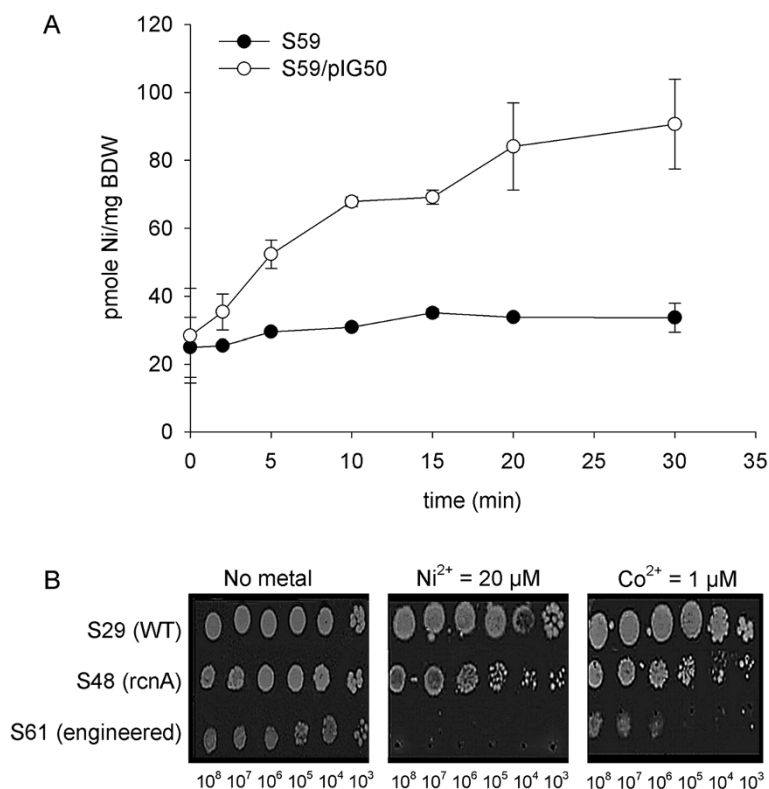 A
S59
S59/pIG50
120
100
80
60
40
20
0
pmole Ni/mg BDW
0 5 10 15 20 25 30 35
time (min)
B
No metal Ni²⁺ = 20 µM Co²⁺ = 1 µM
S29 (WT)
S48 (rcnA)
S61 (engineered)
10⁸ 10⁷ 10⁶ 10⁵ 10⁴ 10³ 10⁸ 10⁷ 10⁶ 10⁵ 10⁴ 10³ 10⁸ 10⁷ 10⁶ 10⁵ 10⁴ 10³